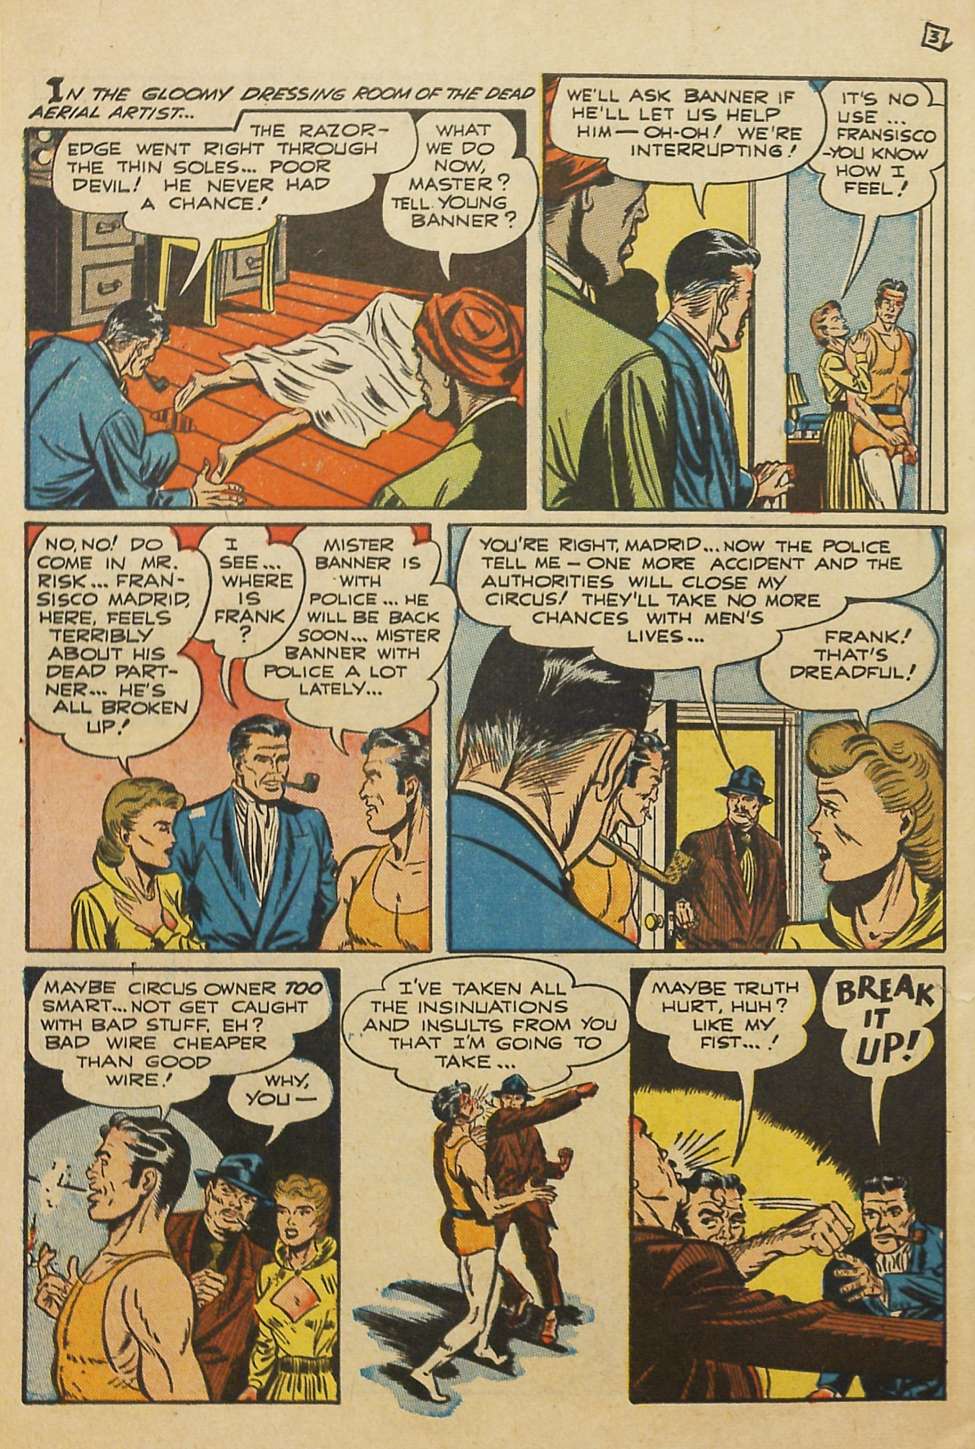 3
IN THE GLOOMY DRESSING ROOM OF THE DEAD
AERIAL ARTIST...
THE RAZOR-
EDGE WENT RIGHT THROUGH
THE THIN SOLES... POOR
DEVIL! HE NEVER HAD
A CHANCE!
WHAT
WE DO
NOW,
MASTER?
TELL YOUNG
BANNER?
WE'LL ASK BANNER IF
HE'LL LET US HELP
HIM — OH-OH! WE'RE
INTERRUPTING!
IT'S NO
USE ...
FRANSISCO
-YOU KNOW
HOW I
FEEL!
NO, NO! DO
COME IN MR.
RISK... FRAN-
SISCO MADRID,
HERE, FEELS
TERRIBLY
ABOUT HIS
DEAD PART-
NER... HE'S
ALL BROKEN
UP!
I
SEE...
WHERE
IS
FRANK
?
MISTER
BANNER IS
WITH
POLICE ... HE
WILL BE BACK
SOON... MISTER
BANNER WITH
POLICE A LOT
LATELY...
YOU'RE RIGHT, MADRID... NOW THE POLICE
TELL ME — ONE MORE ACCIDENT AND THE
AUTHORITIES WILL CLOSE MY
CIRCUS! THEY'LL TAKE NO MORE
CHANCES WITH MEN'S
LIVES...
FRANK!
THAT'S
DREADFUL!
MAYBE CIRCUS OWNER TOO
SMART... NOT GET CAUGHT
WITH BAD STUFF, EH?
BAD WIRE CHEAPER
THAN GOOD
WIRE!
WHY,
YOU —
I'VE TAKEN ALL
THE INSINUATIONS
AND INSULTS FROM YOU
THAT I'M GOING TO
TAKE...
MAYBE TRUTH
HURT, HUH?
LIKE MY
FIST...!
BREAK
IT
UP!